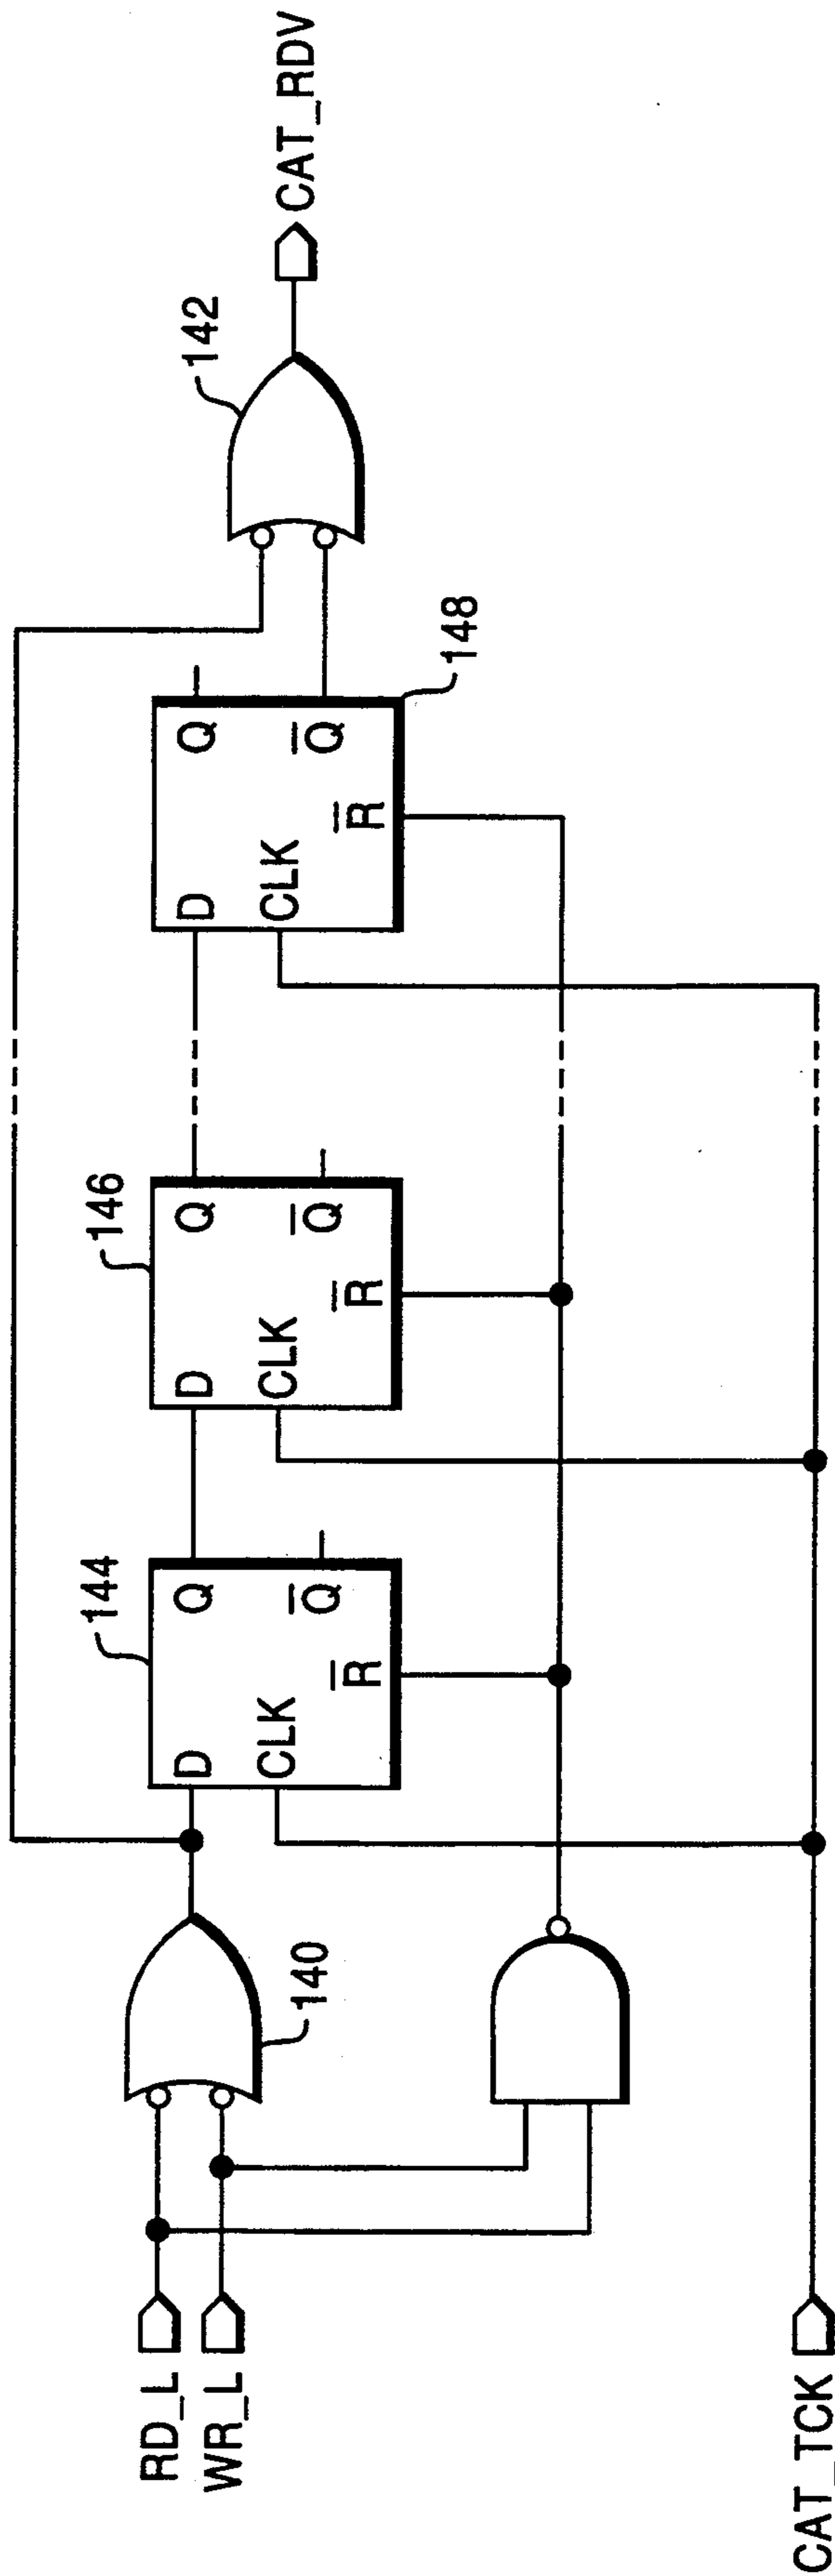 RD_L
WR_L
CAT_TCK
140
144
D
Q
CLK
Q̅
R̅
146
D
Q
CLK
Q̅
R̅
148
D
Q
CLK
Q̅
R̅
142
CAT_RDV